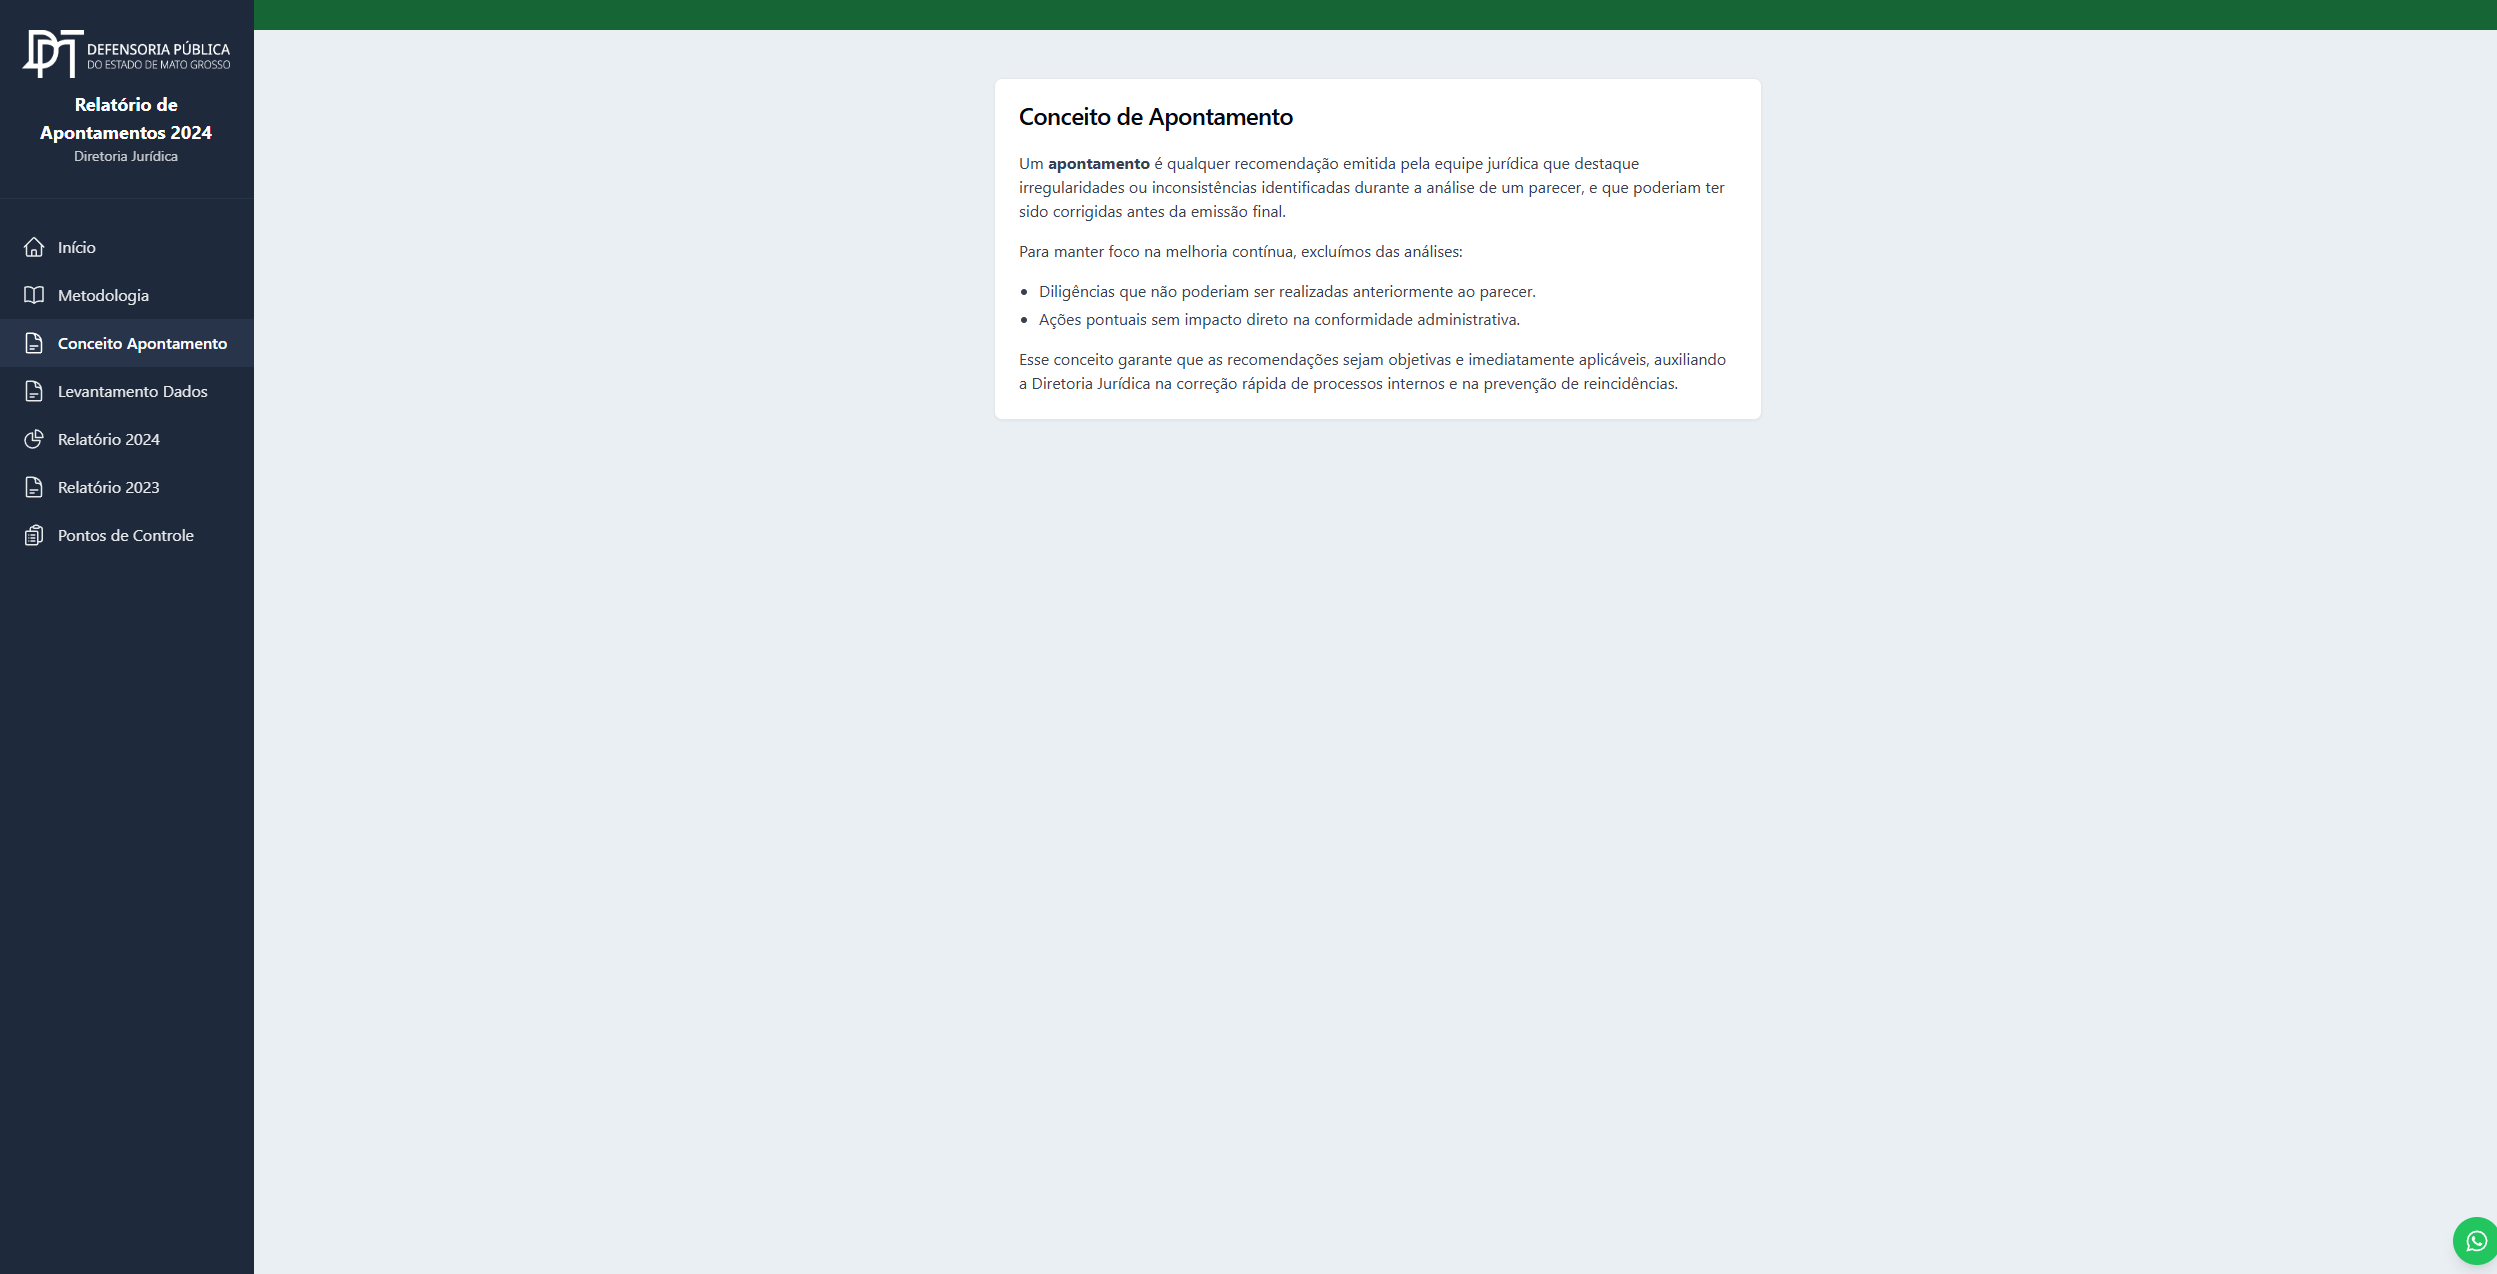 DEFENSORIA PÚBLICA
DO ESTADO DE MATO GROSSO
Relatório de
Apontamentos 2024
Diretoria Jurídica
Início
Metodologia
Conceito Apontamento
Levantamento Dados
Relatório 2024
Relatório 2023
Pontos de Controle
Conceito de Apontamento
Um apontamento é qualquer recomendação emitida pela equipe jurídica que destaque
irregularidades ou inconsistências identificadas durante a análise de um parecer, e que poderiam ter
sido corrigidas antes da emissão final.
Para manter foco na melhoria contínua, excluímos das análises:
• Diligências que não poderiam ser realizadas anteriormente ao parecer.
• Ações pontuais sem impacto direto na conformidade administrativa.
Esse conceito garante que as recomendações sejam objetivas e imediatamente aplicáveis, auxiliando
a Diretoria Jurídica na correção rápida de processos internos e na prevenção de reincidências.